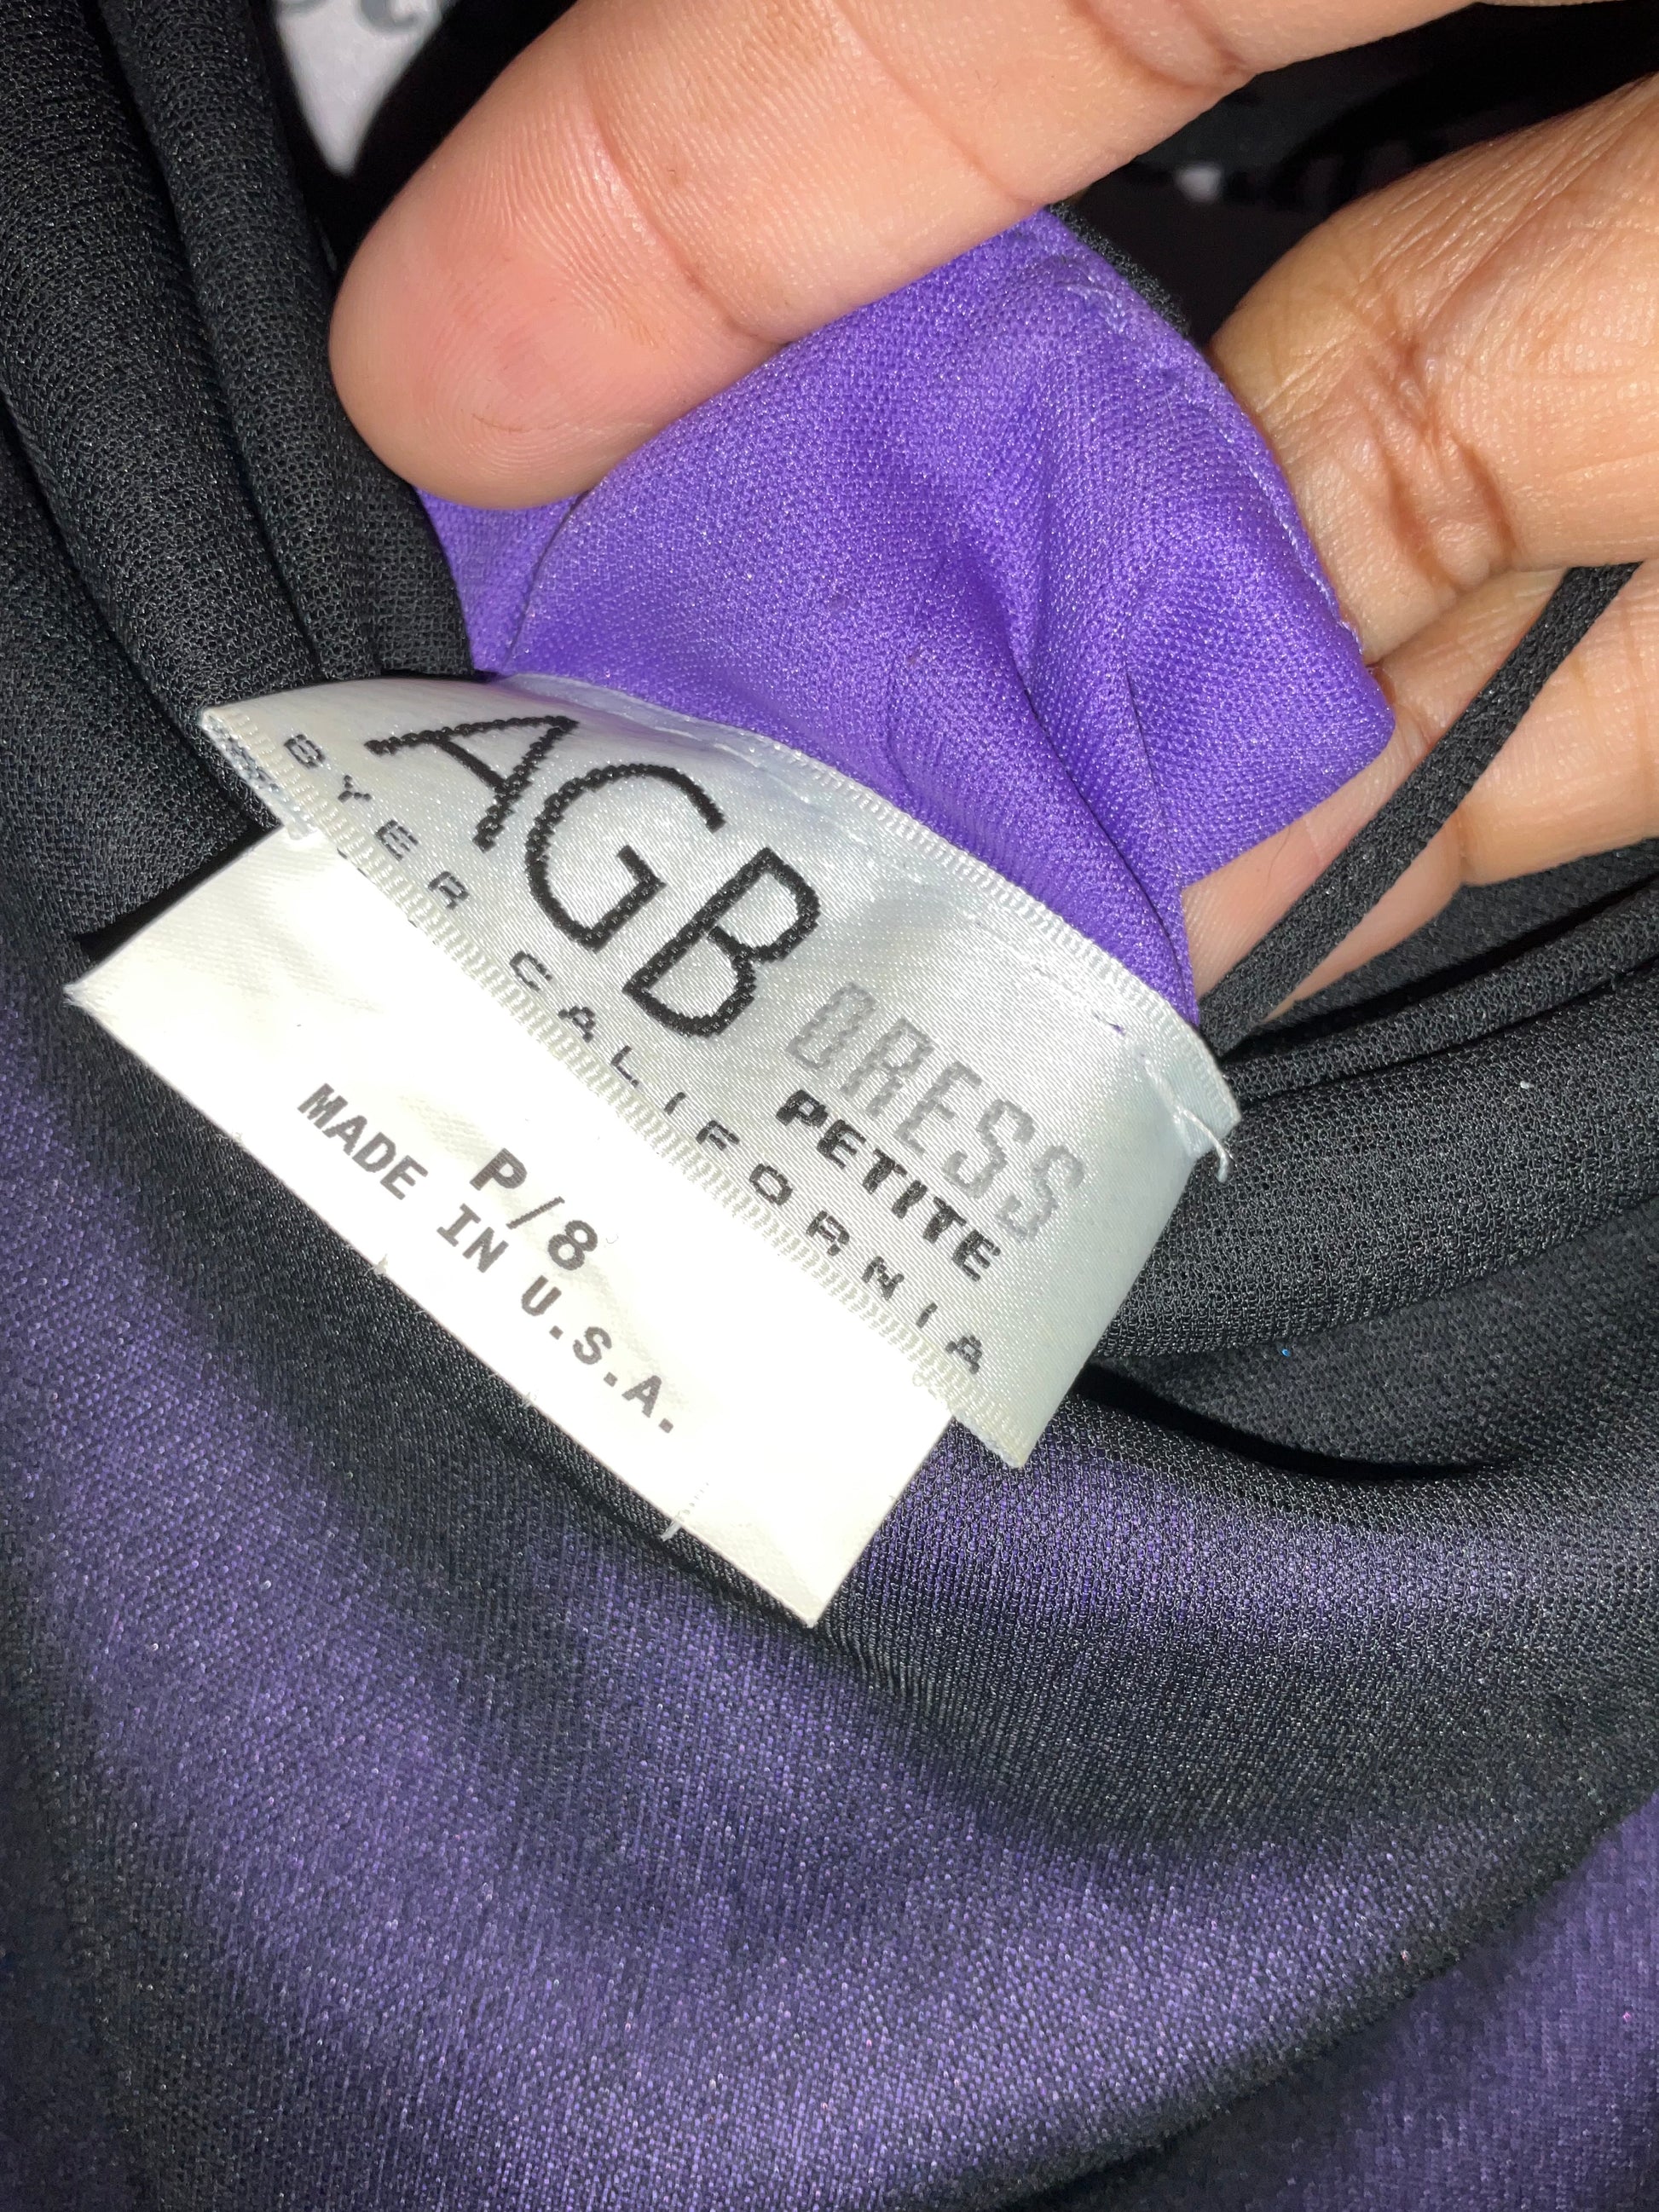 AGB DRESS
PETITE
BYER CALIFORNIA
P/8
MADE IN U.S.A.